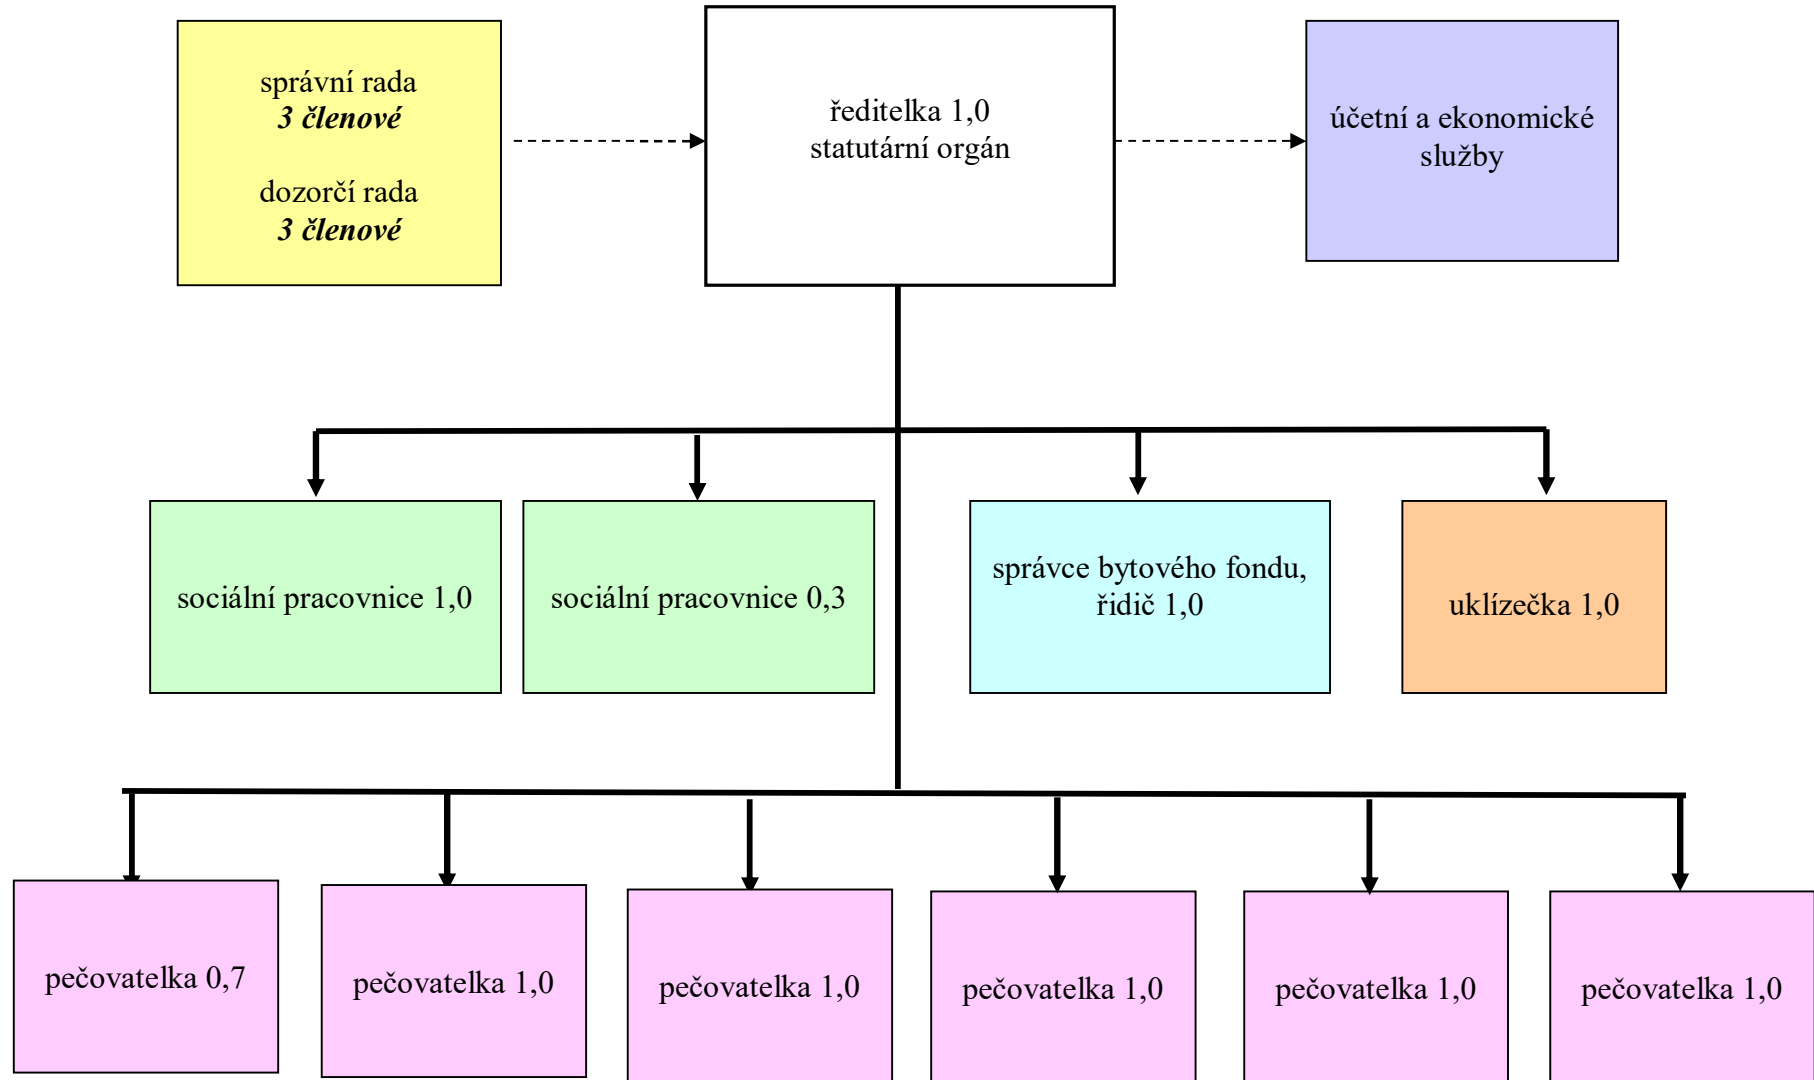 správní rada
3 členové
dozorčí rada
3 členové
ředitelka 1,0
statutární orgán
účetní a ekonomické
služby
sociální pracovnice 1,0
sociální pracovnice 0,3
správce bytového fondu,
řidič 1,0
uklízečka 1,0
pečovatelka 0,7
pečovatelka 1,0
pečovatelka 1,0
pečovatelka 1,0
pečovatelka 1,0
pečovatelka 1,0